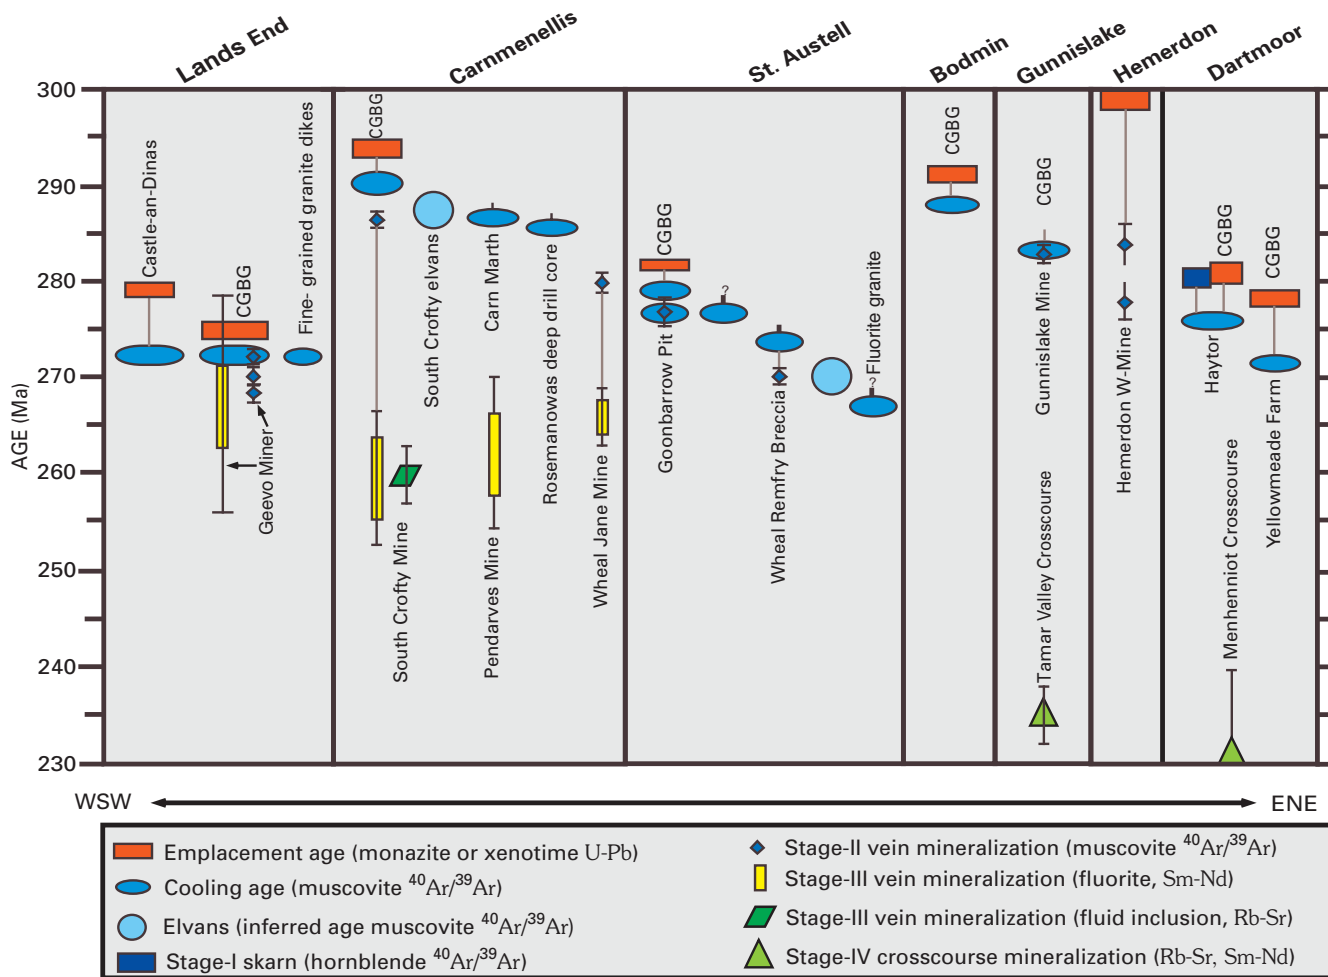 Lands End
Carnmenellis
St. Austell
Bodmin
Gunnislake
Hemerdon
Dartmoor
AGE (Ma)
300
290
280
270
260
250
240
230
Castle-an-Dinas
CGBG
Fine- grained granite dikes
Geevo Miner
CGBG
South Crofty elvans
Carn Marth
Rosemanowas deep drill core
South Crofty Mine
Pendarves Mine
Wheal Jane Mine
CGBG
Goonbarrow Pit
?
Wheal Remfry Breccia
?
Fluorite granite
CGBG
CGBG
Gunnislake Mine
Tamar Valley Crosscourse
Hemerdon W-Mine
CGBG
Haytor
CGBG
Yellowmeade Farm
Menhenniot Crosscourse
WSW
ENE
Emplacement age (monazite or xenotime U-Pb)
Cooling age (muscovite ⁴⁰Ar/³⁹Ar)
Elvans (inferred age muscovite ⁴⁰Ar/³⁹Ar)
Stage-I skarn (hornblende ⁴⁰Ar/³⁹Ar)
Stage-II vein mineralization (muscovite ⁴⁰Ar/³⁹Ar)
Stage-III vein mineralization (fluorite, Sm-Nd)
Stage-III vein mineralization (fluid inclusion, Rb-Sr)
Stage-IV crosscourse mineralization (Rb-Sr, Sm-Nd)